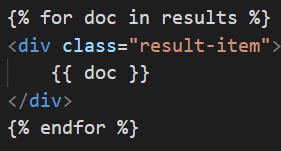 {% for doc in results %}
<div class="result-item">
    {{ doc }}
</div>
{% endfor %}